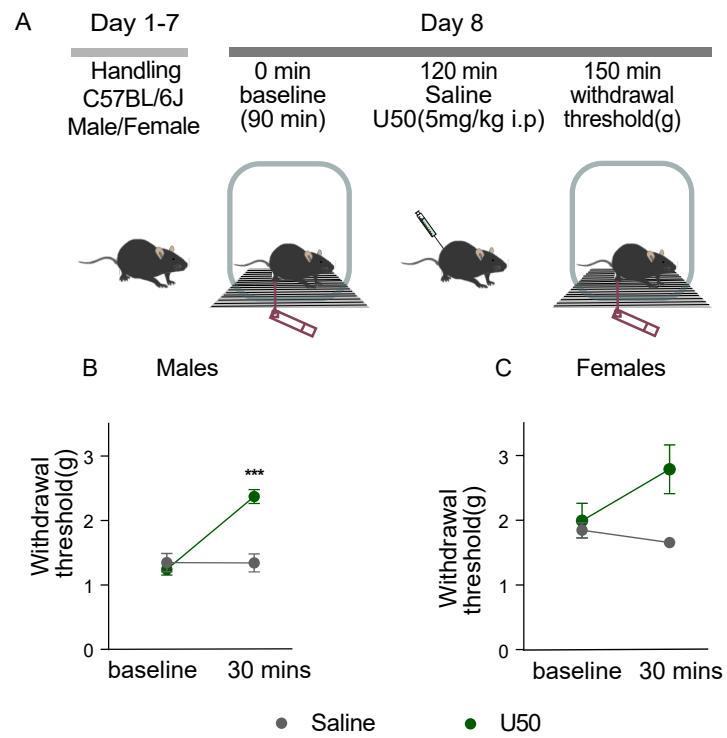 A
Day 1-7
Day 8
Handling
C57BL/6J
Male/Female
0 min
baseline
(90 min)
120 min
Saline
U50(5mg/kg i.p)
150 min
withdrawal
threshold(g)
B
Males
Withdrawal
threshold(g)
3
2
1
0
***
baseline
30 mins
C
Females
Withdrawal
threshold(g)
3
2
1
0
baseline
30 mins
Saline
U50